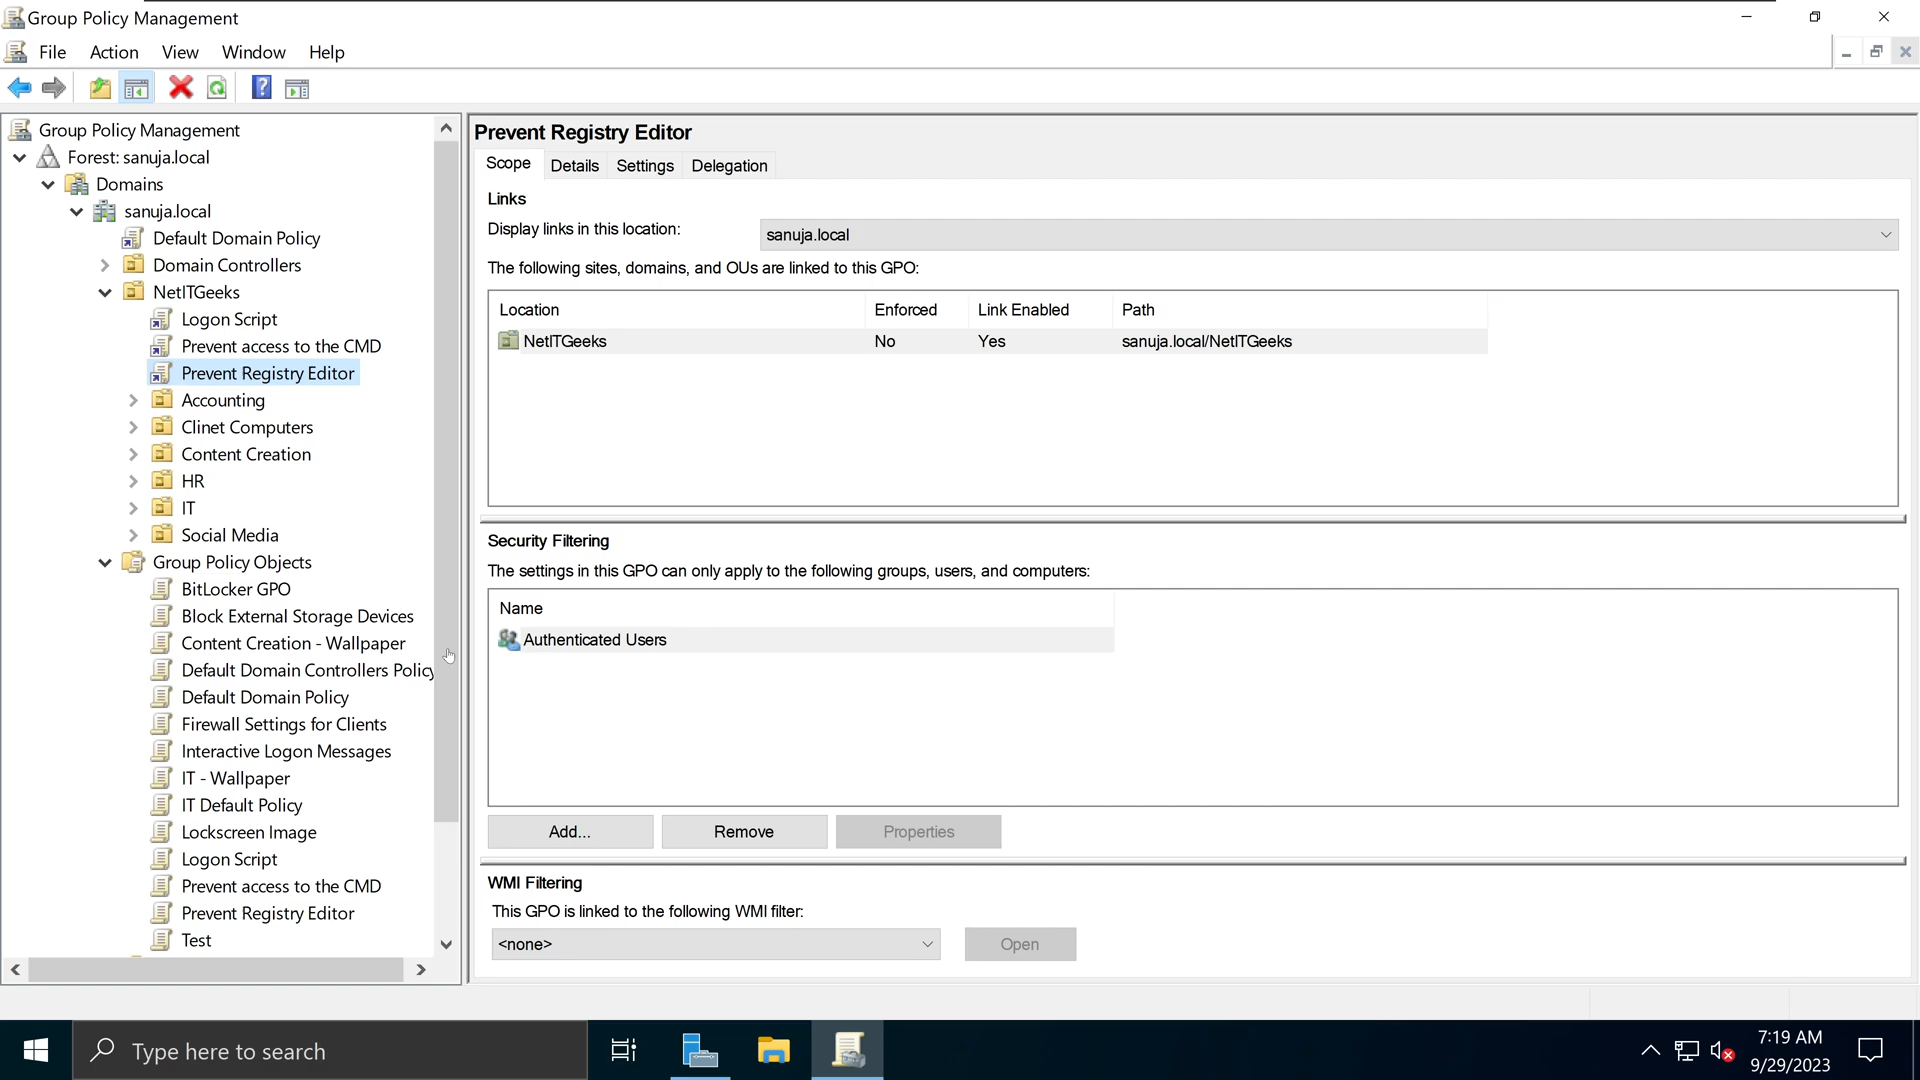 Group Policy Management
File Action View Window Help
Group Policy Management
Forest: sanuja.local
Domains
sanuja.local
Default Domain Policy
Domain Controllers
NetITGeeks
Logon Script
Prevent access to the CMD
Prevent Registry Editor
Accounting
Clinet Computers
Content Creation
HR
IT
Social Media
Group Policy Objects
BitLocker GPO
Block External Storage Devices
Content Creation - Wallpaper
Default Domain Controllers Policy
Default Domain Policy
Firewall Settings for Clients
Interactive Logon Messages
IT - Wallpaper
IT Default Policy
Lockscreen Image
Logon Script
Prevent access to the CMD
Prevent Registry Editor
Test
Prevent Registry Editor
Scope Details Settings Delegation
Links
Display links in this location: sanuja.local
The following sites, domains, and OUs are linked to this GPO:
Location Enforced Link Enabled Path
NetITGeeks No Yes sanuja.local/NetITGeeks
Security Filtering
The settings in this GPO can only apply to the following groups, users, and computers:
Name
Authenticated Users
Add... Remove Properties
WMI Filtering
This GPO is linked to the following WMI filter:
<none> Open
Type here to search
7:19 AM
9/29/2023